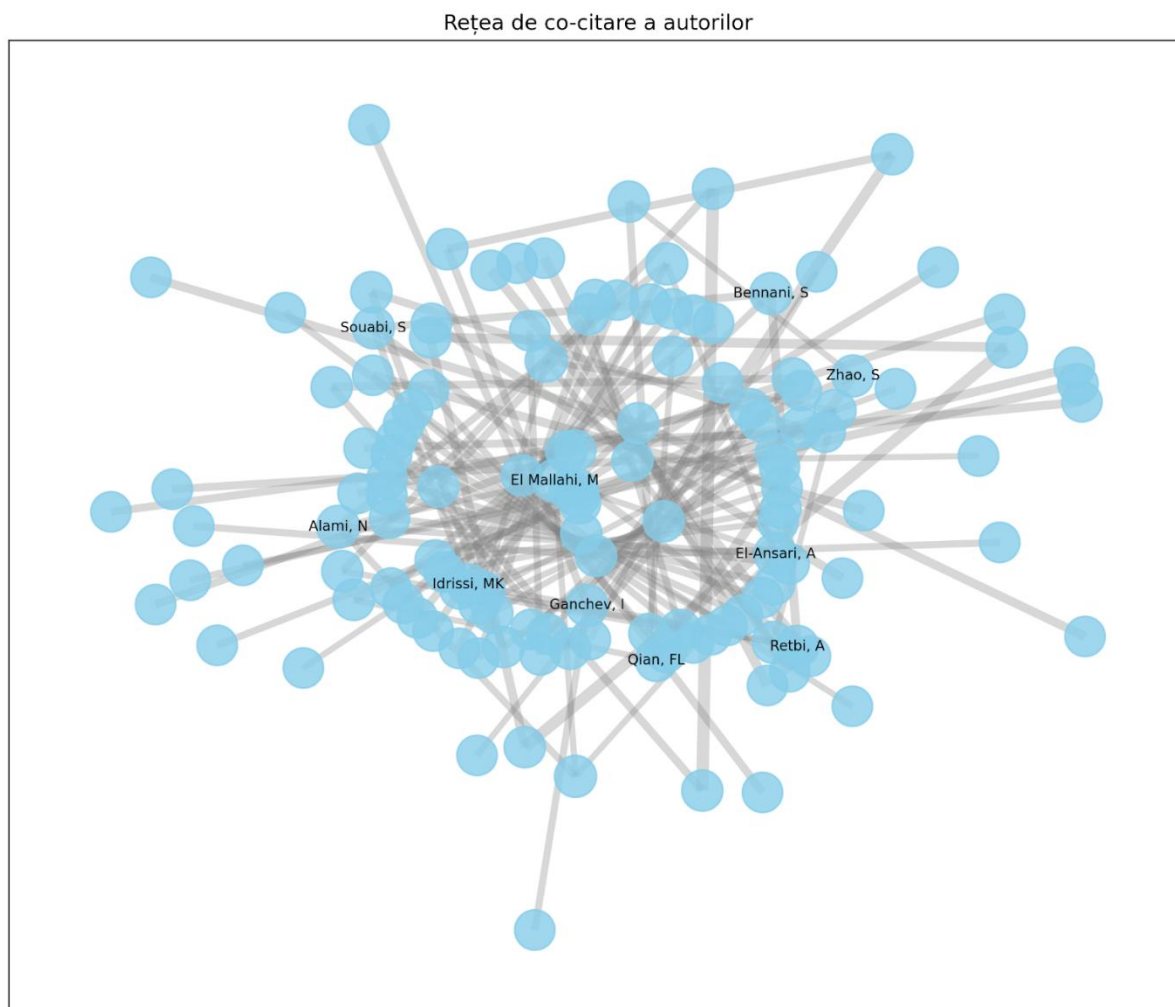 Rețea de co-citare a autorilor
Bennani, S
Souabi, S
Zhao, S
El Mallahi, M
Alami, N
El-Ansari, A
Idrissi, MK
Ganchev, I
Retbi, A
Qian, FL